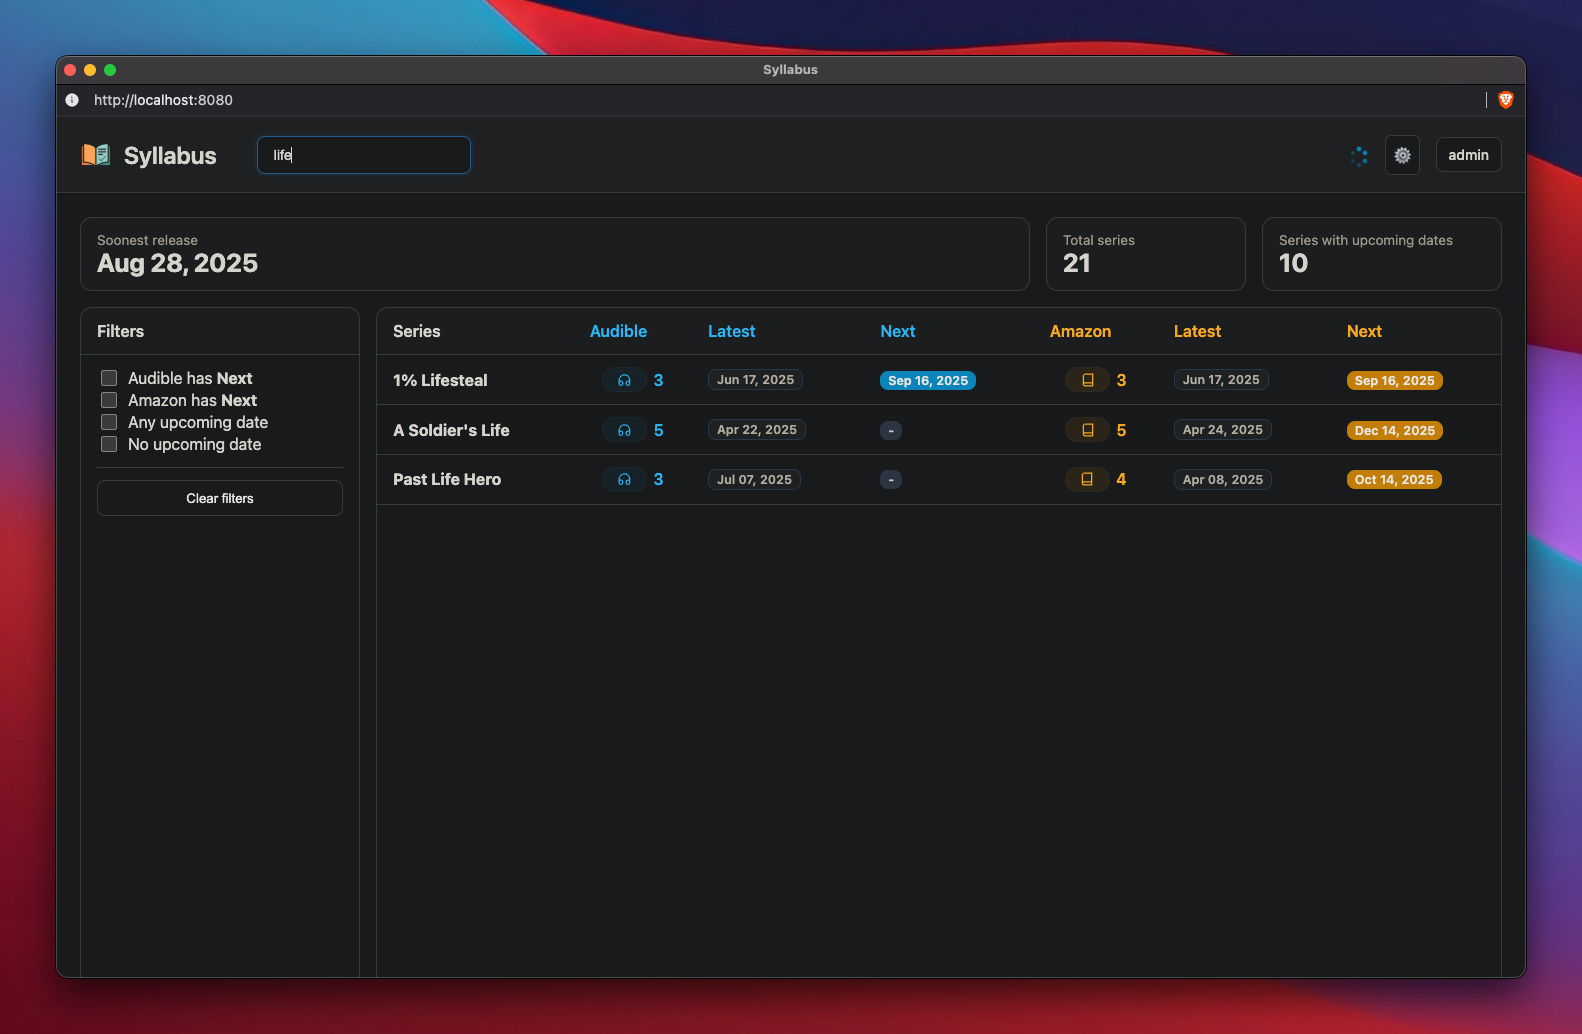 Syllabus
http://localhost:8080
Syllabus
life
admin
Soonest release
Aug 28, 2025
Total series
21
Series with upcoming dates
10
Filters
Audible has Next
Amazon has Next
Any upcoming date
No upcoming date
Clear filters
Series Audible Latest Next Amazon Latest Next
1% Lifesteal 3 Jun 17, 2025 Sep 16, 2025 3 Jun 17, 2025 Sep 16, 2025
A Soldier's Life 5 Apr 22, 2025 - 5 Apr 24, 2025 Dec 14, 2025
Past Life Hero 3 Jul 07, 2025 - 4 Apr 08, 2025 Oct 14, 2025